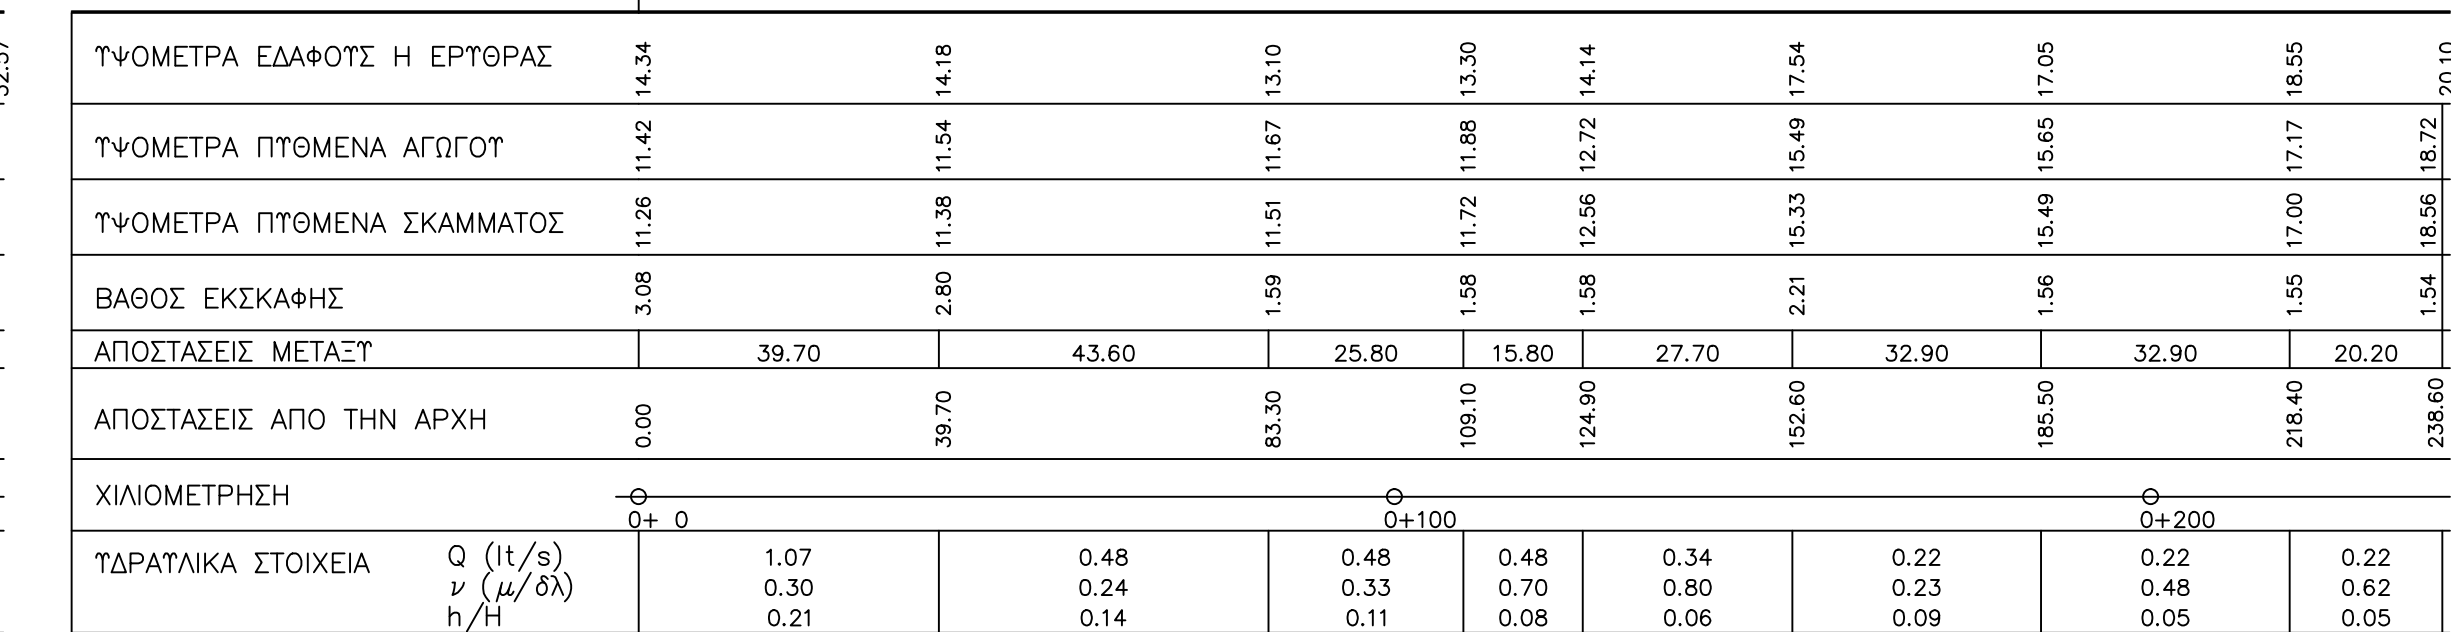 ΥΨΟΜΕΤΡΑ ΕΔΑΦΟΥΣ Η ΕΡΥΘΡΑΣ 14.34 14.18 13.10 13.30 14.14 17.54 17.05 18.55 20.10
ΥΨΟΜΕΤΡΑ ΠΥΘΜΕΝΑ ΑΓΩΓΟΥ 11.42 11.54 11.67 11.88 12.72 15.49 15.65 17.17 18.72
ΥΨΟΜΕΤΡΑ ΠΥΘΜΕΝΑ ΣΚΑΜΜΑΤΟΣ 11.26 11.38 11.51 11.72 12.56 15.33 15.49 17.00 18.56
ΒΑΘΟΣ ΕΚΣΚΑΦΗΣ 3.08 2.80 1.59 1.58 1.58 2.21 1.56 1.55 1.54
ΑΠΟΣΤΑΣΕΙΣ ΜΕΤΑΞΥ 39.70 43.60 25.80 15.80 27.70 32.90 32.90 20.20
ΑΠΟΣΤΑΣΕΙΣ ΑΠΟ ΤΗΝ ΑΡΧΗ 0.00 39.70 83.30 109.10 124.90 152.60 185.50 218.40 238.60
ΧΙΛΙΟΜΕΤΡΗΣΗ
0+ 0 0+100 0+200
ΥΔΡΑΥΛΙΚΑ ΣΤΟΙΧΕΙΑ Q (lt/s) 1.07 0.48 0.48 0.48 0.34 0.22 0.22 0.22
ν (μ/δλ) 0.30 0.24 0.33 0.70 0.80 0.23 0.48 0.62
h/H 0.21 0.14 0.11 0.08 0.06 0.09 0.05 0.05